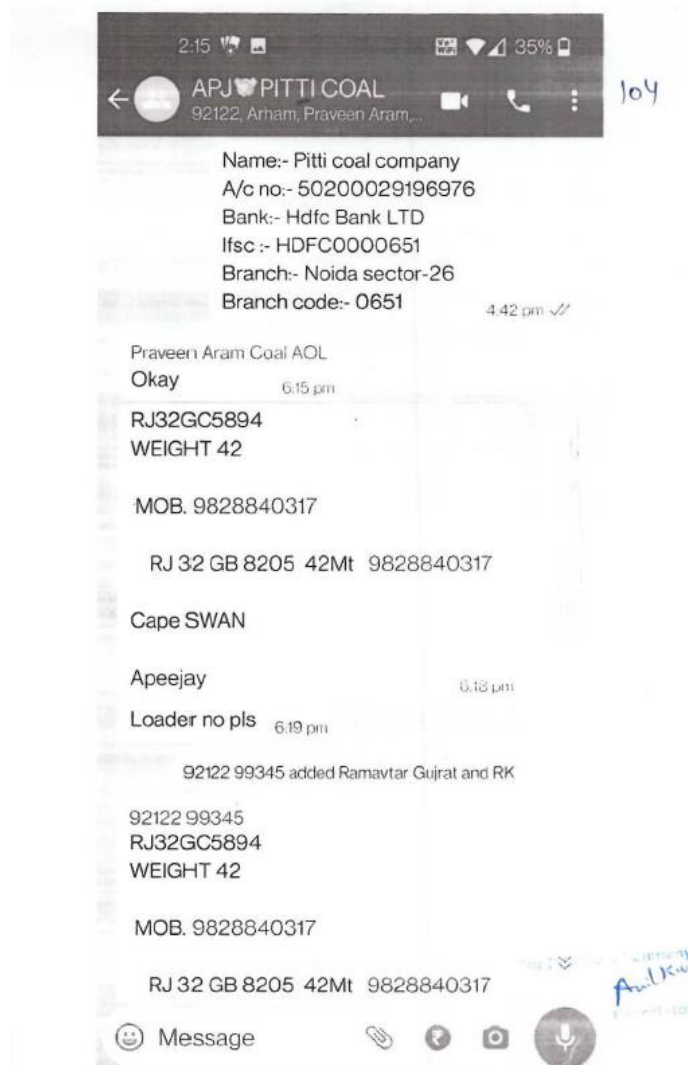 2:15 35%
104
APJ PITTI COAL
92122, Arham, Praveen Aram,...
Name:- Pitti coal company
A/c no:- 50200029196976
Bank:- Hdfc Bank LTD
Ifsc :- HDFC0000651
Branch:- Noida sector-26
Branch code:- 0651
4:42 pm
Praveen Aram Coal AOL
Okay 6:15 pm
RJ32GC5894
WEIGHT 42
MOB. 9828840317
RJ 32 GB 8205 42Mt 9828840317
Cape SWAN
Apeejay
6:18 pm
Loader no pls 6:19 pm
92122 99345 added Ramavtar Gujrat and RK
92122 99345
RJ32GC5894
WEIGHT 42
MOB. 9828840317
RJ 32 GB 8205 42Mt 9828840317
Message